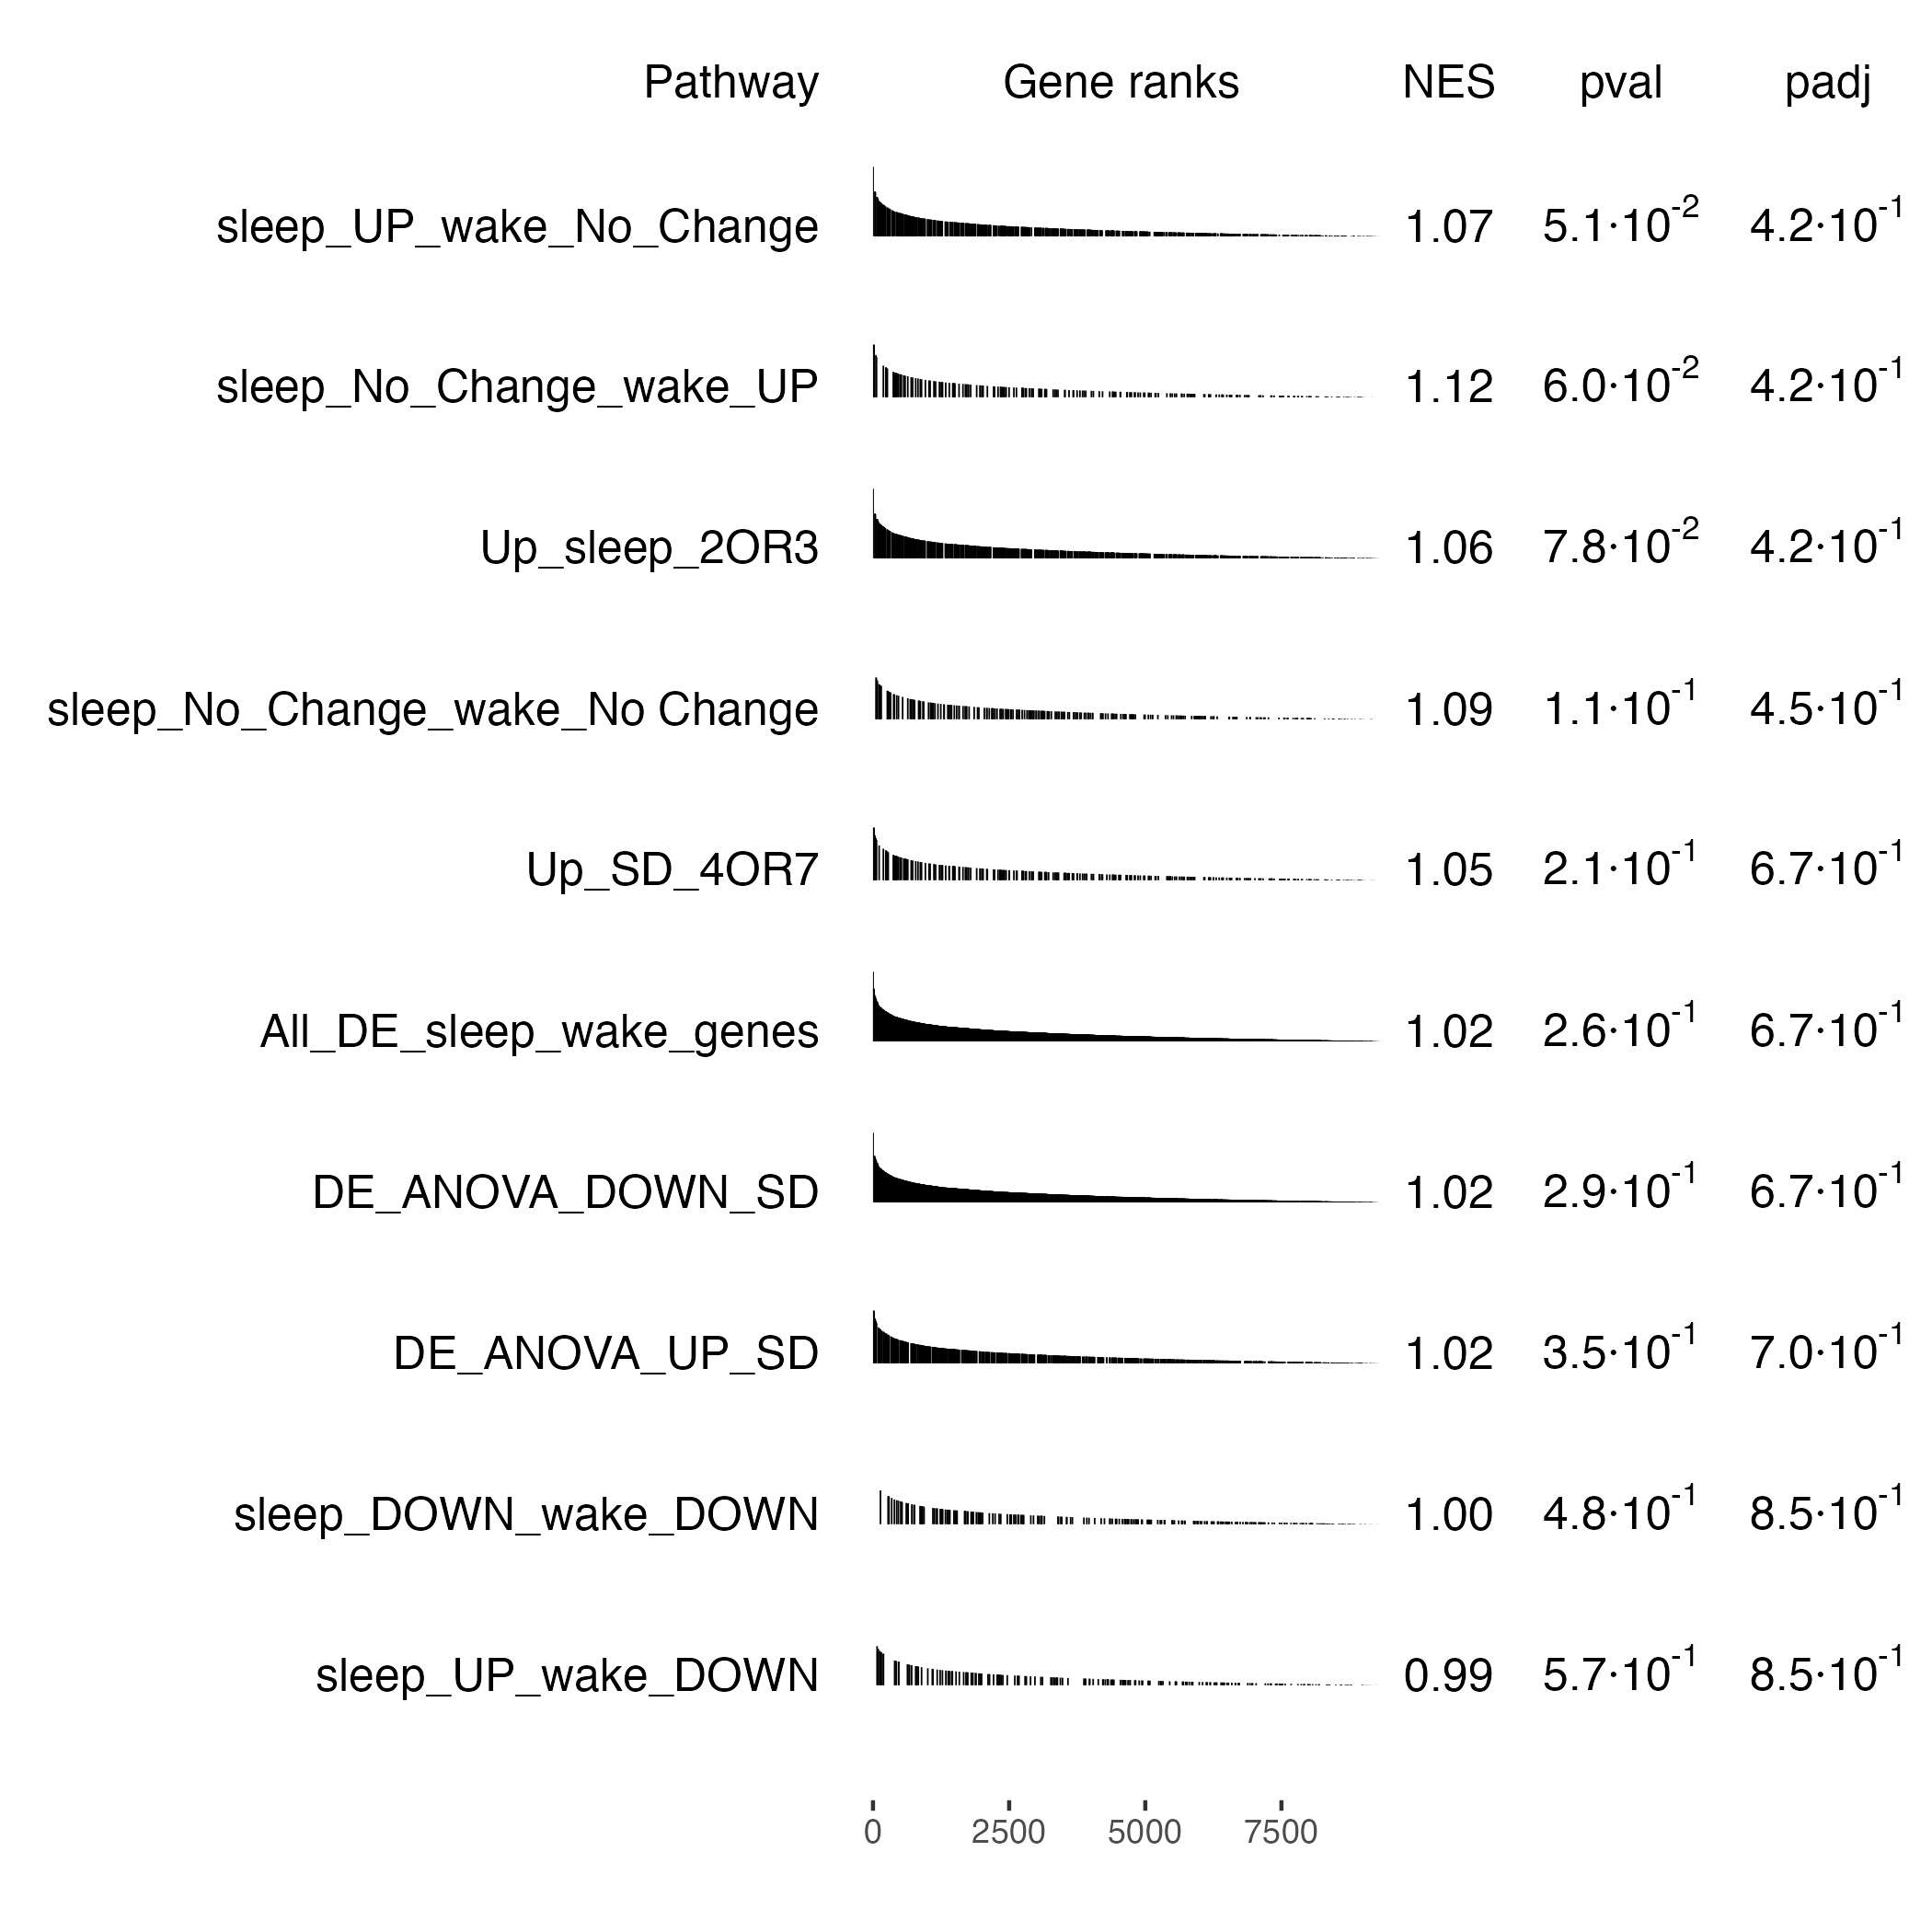 Pathway Gene ranks NES pval padj
sleep_UP_wake_No_Change 1.07 5.1·10⁻² 4.2·10⁻¹
sleep_No_Change_wake_UP 1.12 6.0·10⁻² 4.2·10⁻¹
Up_sleep_2OR3 1.06 7.8·10⁻² 4.2·10⁻¹
sleep_No_Change_wake_No Change 1.09 1.1·10⁻¹ 4.5·10⁻¹
Up_SD_4OR7 1.05 2.1·10⁻¹ 6.7·10⁻¹
All_DE_sleep_wake_genes 1.02 2.6·10⁻¹ 6.7·10⁻¹
DE_ANOVA_DOWN_SD 1.02 2.9·10⁻¹ 6.7·10⁻¹
DE_ANOVA_UP_SD 1.02 3.5·10⁻¹ 7.0·10⁻¹
sleep_DOWN_wake_DOWN 1.00 4.8·10⁻¹ 8.5·10⁻¹
sleep_UP_wake_DOWN 0.99 5.7·10⁻¹ 8.5·10⁻¹
0 2500 5000 7500